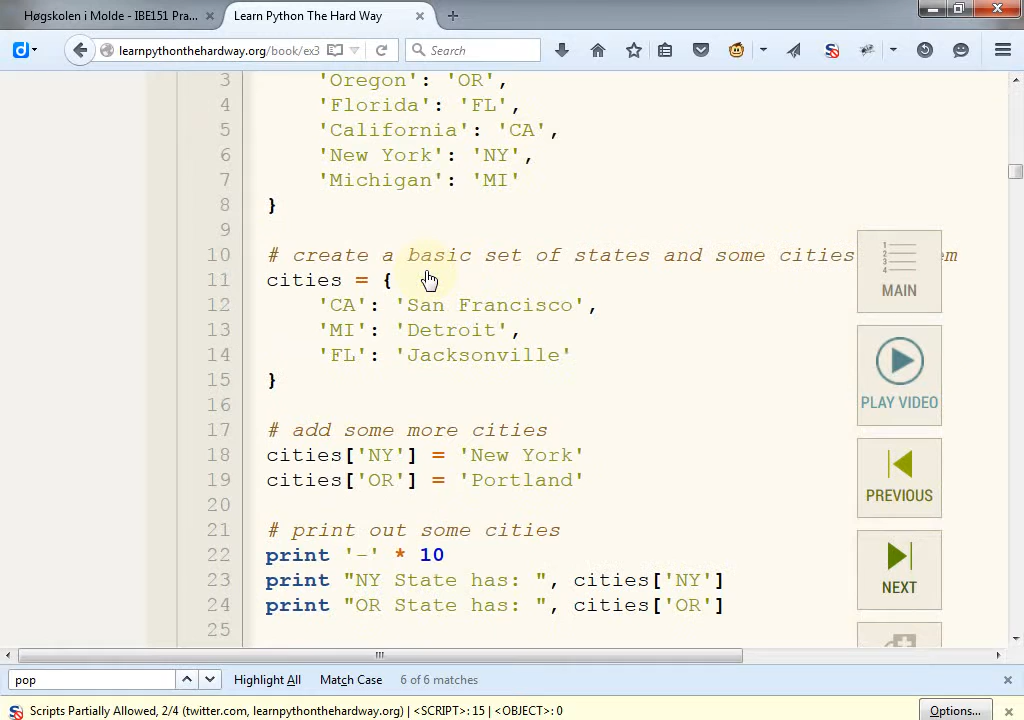 Høgskolen i Molde - IBE151 Pra... ×
Learn Python The Hard Way ×
learnpythonthehardway.org/book/ex3
Search
3 'Oregon': 'OR',
4 'Florida': 'FL',
5 'California': 'CA',
6 'New York': 'NY',
7 'Michigan': 'MI'
8 }
9
10 # create a basic set of states and some cities em
11 cities = {
12 'CA': 'San Francisco',
13 'MI': 'Detroit',
14 'FL': 'Jacksonville'
15 }
16
17 # add some more cities
18 cities['NY'] = 'New York'
19 cities['OR'] = 'Portland'
20
21 # print out some cities
22 print '-' * 10
23 print "NY State has: ", cities['NY']
24 print "OR State has: ", cities['OR']
25
MAIN
PLAY VIDEO
PREVIOUS
NEXT
pop
Highlight All Match Case 6 of 6 matches
Scripts Partially Allowed, 2/4 (twitter.com, learnpythonthehardway.org) | <SCRIPT>: 15 | <OBJECT>: 0
Options...